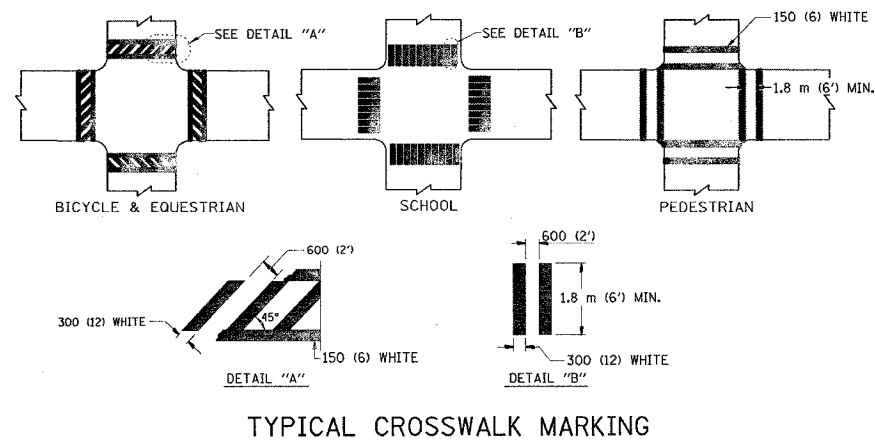 SEE DETAIL "A"
SEE DETAIL "B"
150 (6) WHITE
1.8 m (6') MIN.
BICYCLE & EQUESTRIAN
SCHOOL
PEDESTRIAN
600 (2')
300 (12) WHITE
45°
150 (6) WHITE
DETAIL "A"
600 (2')
1.8 m (6') MIN.
300 (12) WHITE
DETAIL "B"
TYPICAL CROSSWALK MARKING